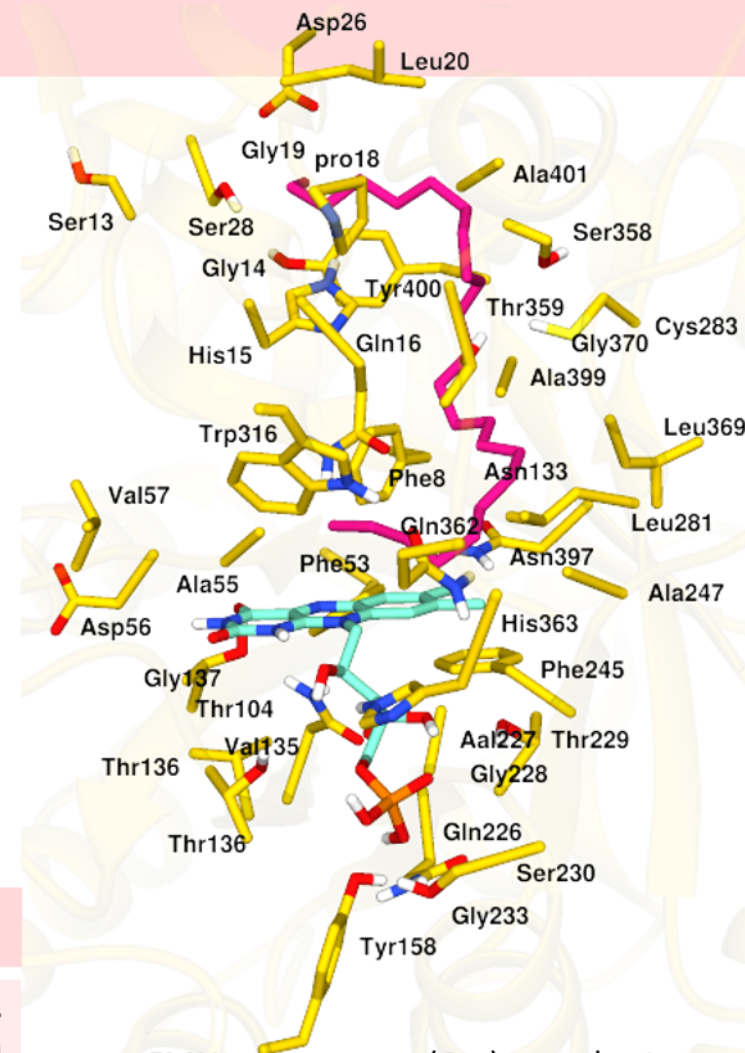 Asp26
Leu20
Gly19
pro18
Ala401
Ser13
Ser28
Ser358
Gly14
Tyr400
Thr359
Cys283
His15
Gln16
Gly370
Ala399
Trp316
Leu369
Phe8
Asn133
Val57
Gln362
Leu281
Ala55
Phe53
Asn397
Ala247
Asp56
His363
Gly137
Phe245
Thr104
Val135
Aal227
Thr229
Thr136
Gly228
Thr136
Gln226
Ser230
Gly233
Tyr158